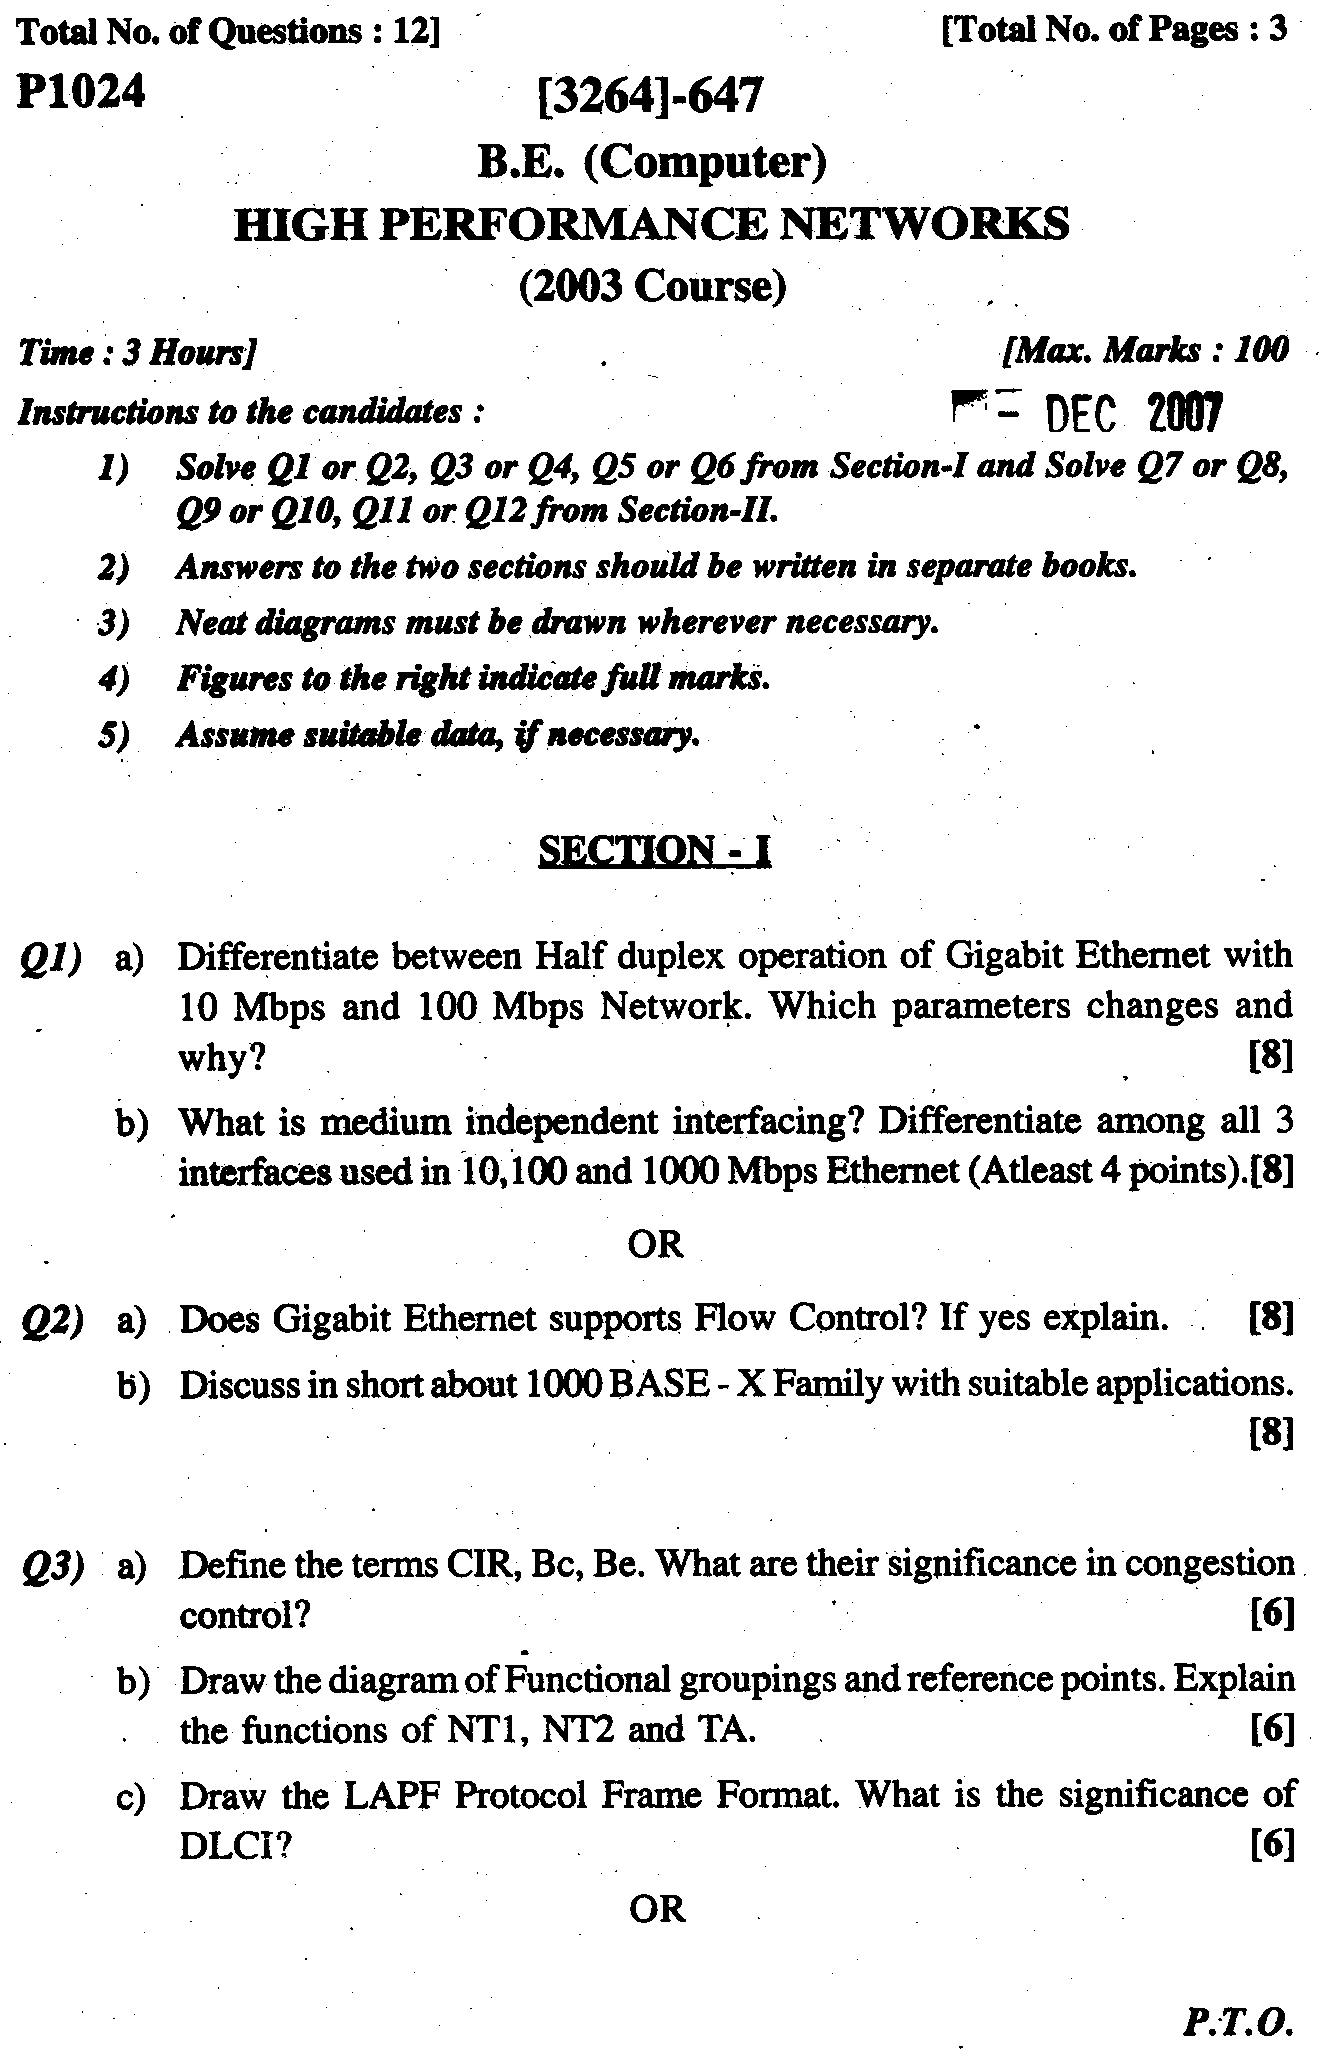 Total No. of Questions : 12]
[Total No. of Pages : 3
P1024
[3264]-647
B.E. (Computer)
HIGH PERFORMANCE NETWORKS
(2003 Course)
Time : 3 Hours]
[Max. Marks : 100
Instructions to the candidates :
DEC 2007
1) Solve Q1 or Q2, Q3 or Q4, Q5 or Q6 from Section-I and Solve Q7 or Q8,
Q9 or Q10, Q11 or Q12 from Section-II.
2) Answers to the two sections should be written in separate books.
3) Neat diagrams must be drawn wherever necessary.
4) Figures to the right indicate full marks.
5) Assume suitable data, if necessary.
SECTION - I
Q1) a) Differentiate between Half duplex operation of Gigabit Ethernet with
10 Mbps and 100 Mbps Network. Which parameters changes and
why? [8]
b) What is medium independent interfacing? Differentiate among all 3
interfaces used in 10,100 and 1000 Mbps Ethernet (Atleast 4 points).[8]
OR
Q2) a) Does Gigabit Ethernet supports Flow Control? If yes explain. [8]
b) Discuss in short about 1000 BASE - X Family with suitable applications.
[8]
Q3) a) Define the terms CIR, Bc, Be. What are their significance in congestion
control? [6]
b) Draw the diagram of Functional groupings and reference points. Explain
the functions of NT1, NT2 and TA. [6]
c) Draw the LAPF Protocol Frame Format. What is the significance of
DLCI? [6]
OR
P.T.O.